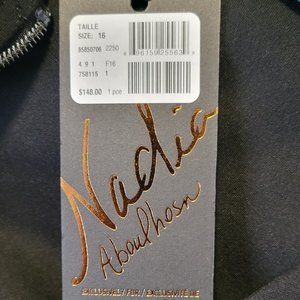 TAILLE
SIZE: 16
85850706 2250
4 9 1 F16
758115 1
$148.00 1 pce
Nadia
Aboulhosn
EXCLUSIVELY FOR / EXCLUSIVITÉ DE